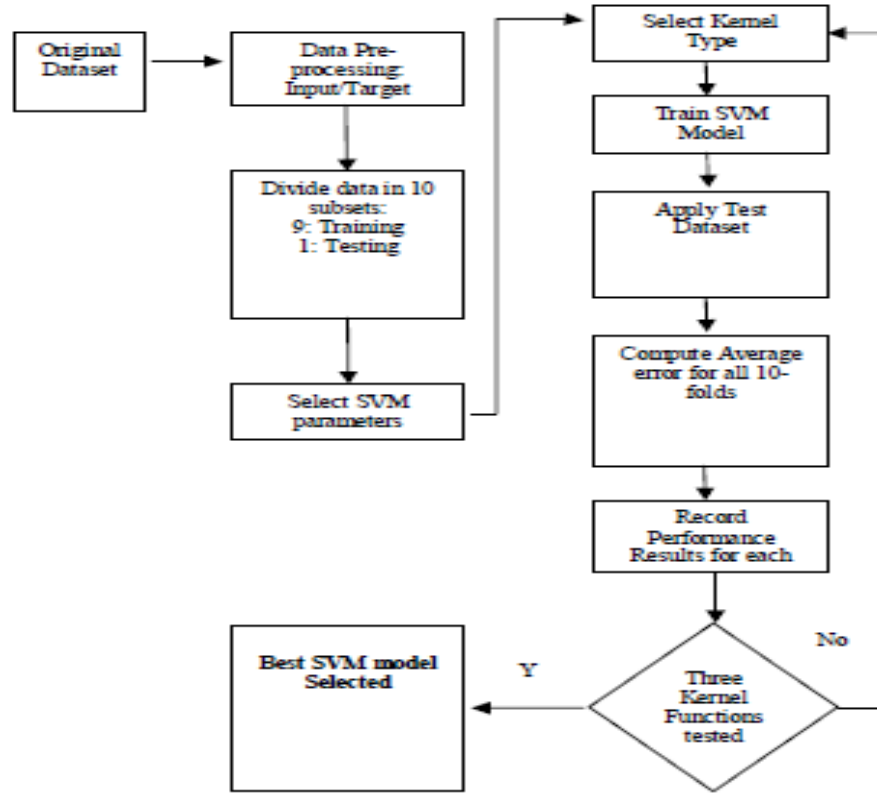 Original
Dataset
Data Pre-
processing:
Input/Target
Divide data in 10
subsets:
9: Training
1: Testing
Select SVM
parameters
Select Kernel
Type
Train SVM
Model
Apply Test
Dataset
Compute Average
error for all 10-
folds
Record
Performance
Results for each
Three
Kernel
Functions
tested
No
Y
Best SVM model
Selected